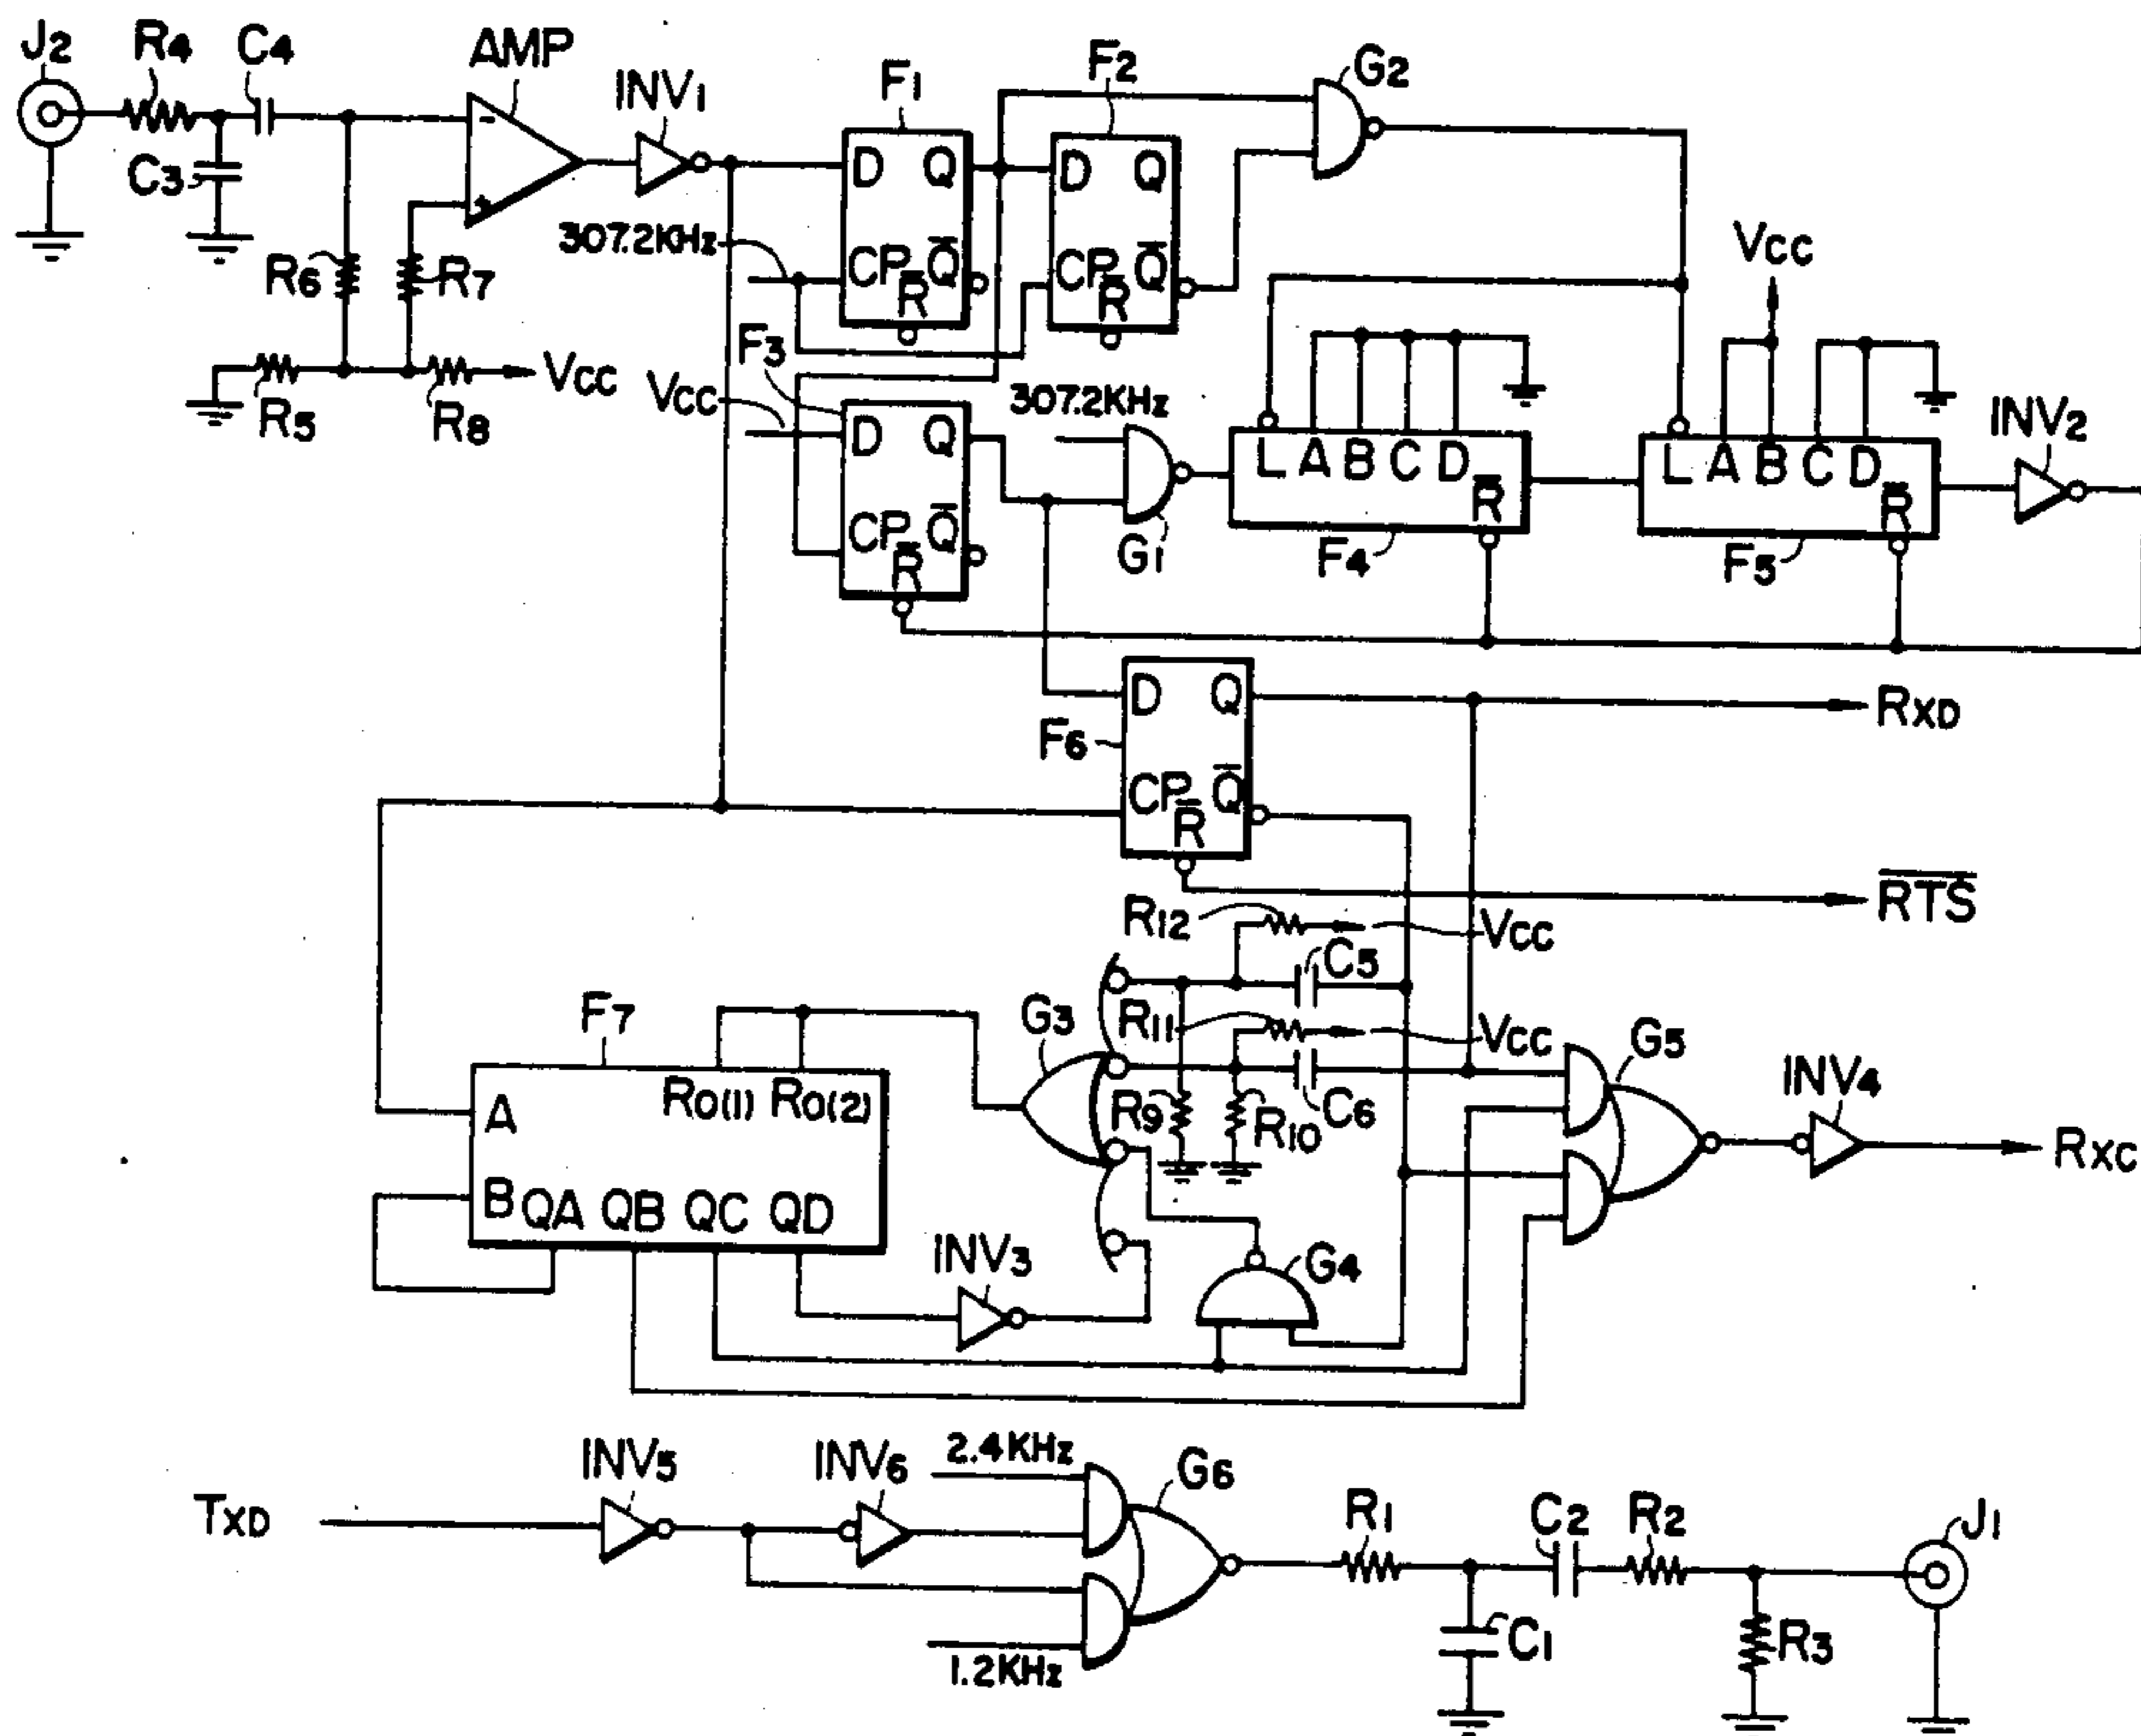 J2 R4 C4 AMP INV1 F1 F2 G2
C3
D Q D Q
307.2KHz
CP Q̅ CP Q̅
R̅ R̅
R6 R7
Vcc
F3
R5 R8 Vcc
Vcc 307.2KHz INV2
D Q
L A B C D R̅
L A B C D R̅
CP Q̅
R̅
G1 F4 F5
D Q RXD
F6
CP Q̅
R̅
R̅T̅S̅
R12 Vcc
C5
F7 G3 R11 Vcc G5 INV4
RO(1) RO(2)
A
R9 R10 C6
RXC
B QA QB QC QD
INV3 G4
2.4KHz
INV5 INV6 G6
TXD
R1 C2 R2 J1
C1 R3
1.2KHz